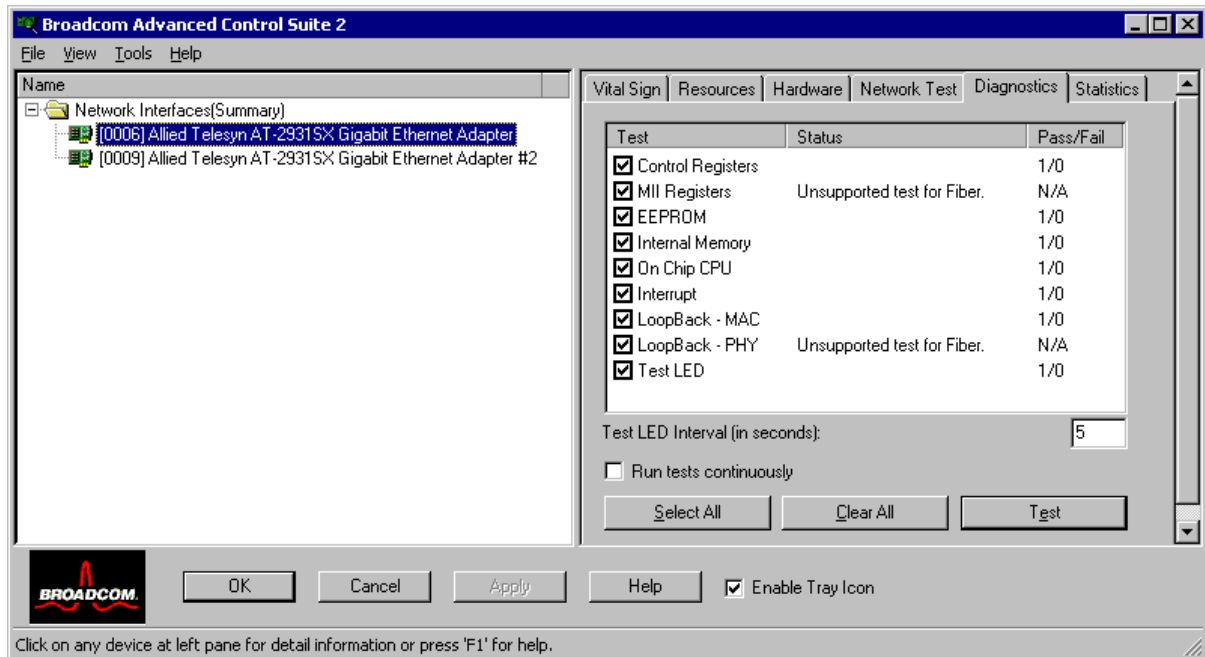 Broadcom Advanced Control Suite 2
File View Tools Help
Name
Network Interfaces(Summary)
[0006] Allied Telesyn AT-2931SX Gigabit Ethernet Adapter
[0009] Allied Telesyn AT-2931SX Gigabit Ethernet Adapter #2
Vital Sign Resources Hardware Network Test Diagnostics Statistics
Test Status Pass/Fail
Control Registers 1/0
MII Registers Unsupported test for Fiber. N/A
EEPROM 1/0
Internal Memory 1/0
On Chip CPU 1/0
Interrupt 1/0
LoopBack - MAC 1/0
LoopBack - PHY Unsupported test for Fiber. N/A
Test LED 1/0
Test LED Interval (in seconds): 5
Run tests continuously
Select All Clear All Test
BROADCOM. OK Cancel Apply Help Enable Tray Icon
Click on any device at left pane for detail information or press 'F1' for help.